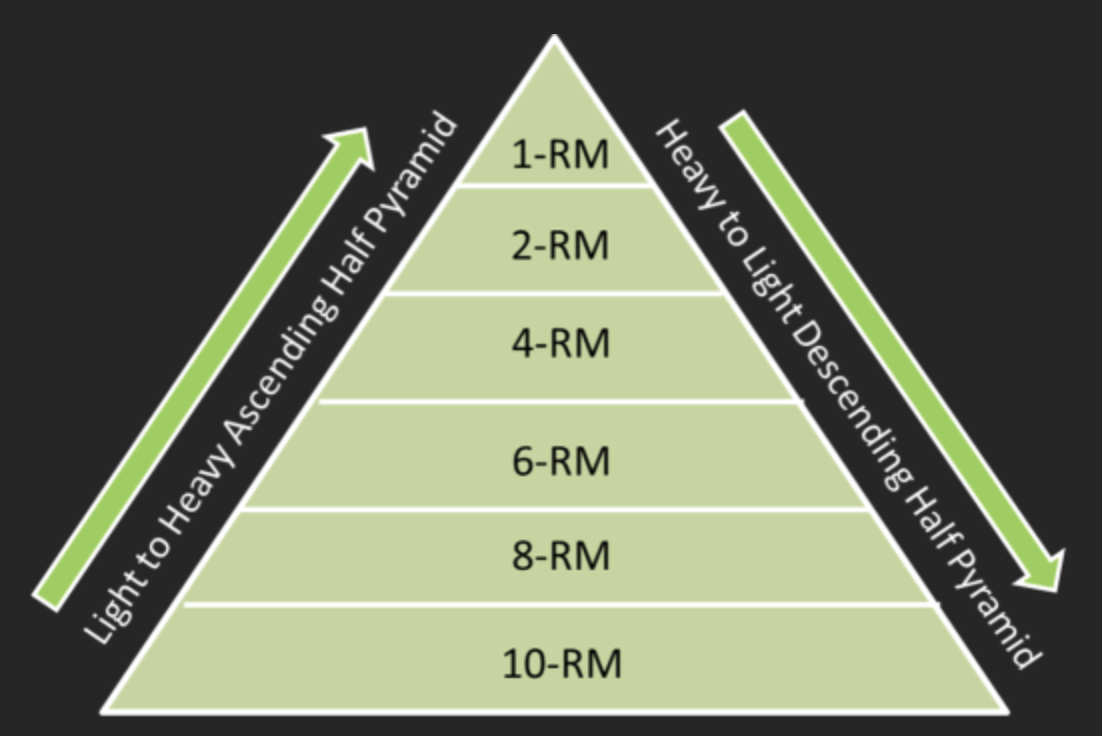 Light to Heavy Ascending Half Pyramid
Heavy to Light Descending Half Pyramid
1-RM
2-RM
4-RM
6-RM
8-RM
10-RM